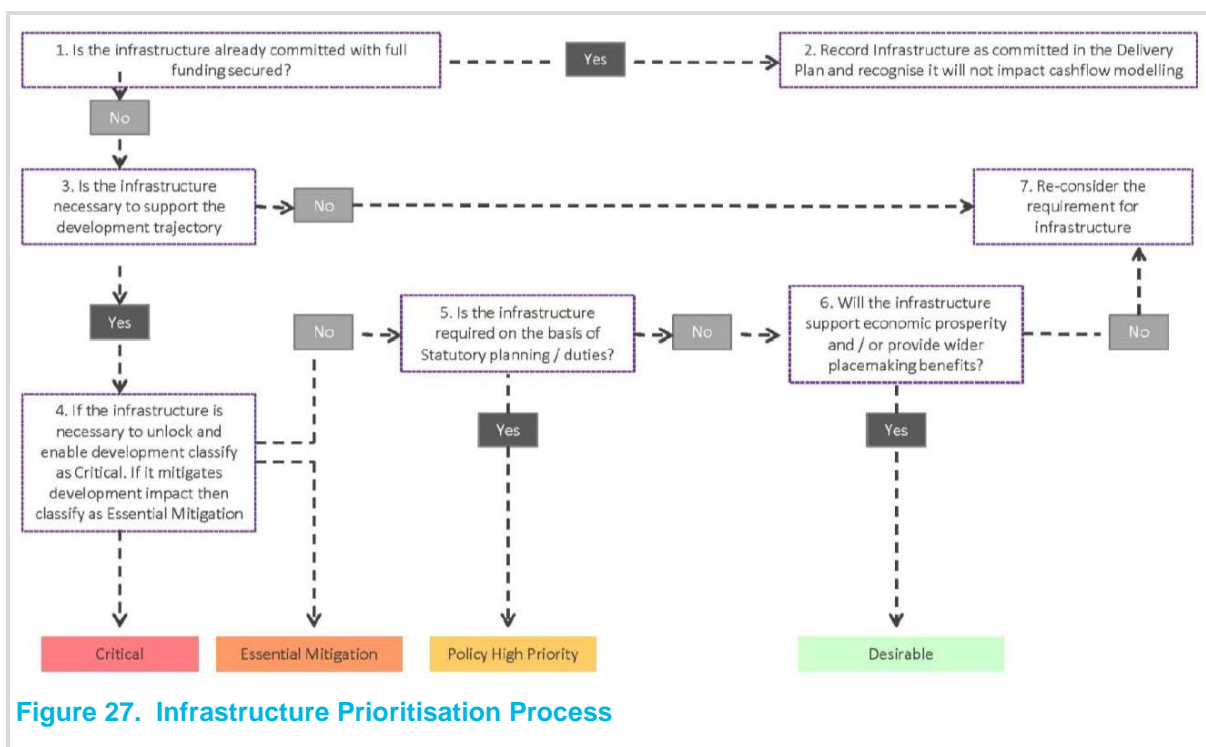 1. Is the infrastructure already committed with full
funding secured?
Yes
2. Record Infrastructure as committed in the Delivery
Plan and recognise it will not impact cashflow modelling
No
3. Is the infrastructure
necessary to support the
development trajectory
No
7. Re-consider the
requirement for
infrastructure
Yes
No
5. Is the infrastructure
required on the basis of
Statutory planning / duties?
No
6. Will the infrastructure
support economic prosperity
and / or provide wider
placemaking benefits?
No
4. If the infrastructure is
necessary to unlock and
enable development classify
as Critical. If it mitigates
development impact then
classify as Essential Mitigation
Yes
Yes
Critical
Essential Mitigation
Policy High Priority
Desirable
Figure 27. Infrastructure Prioritisation Process